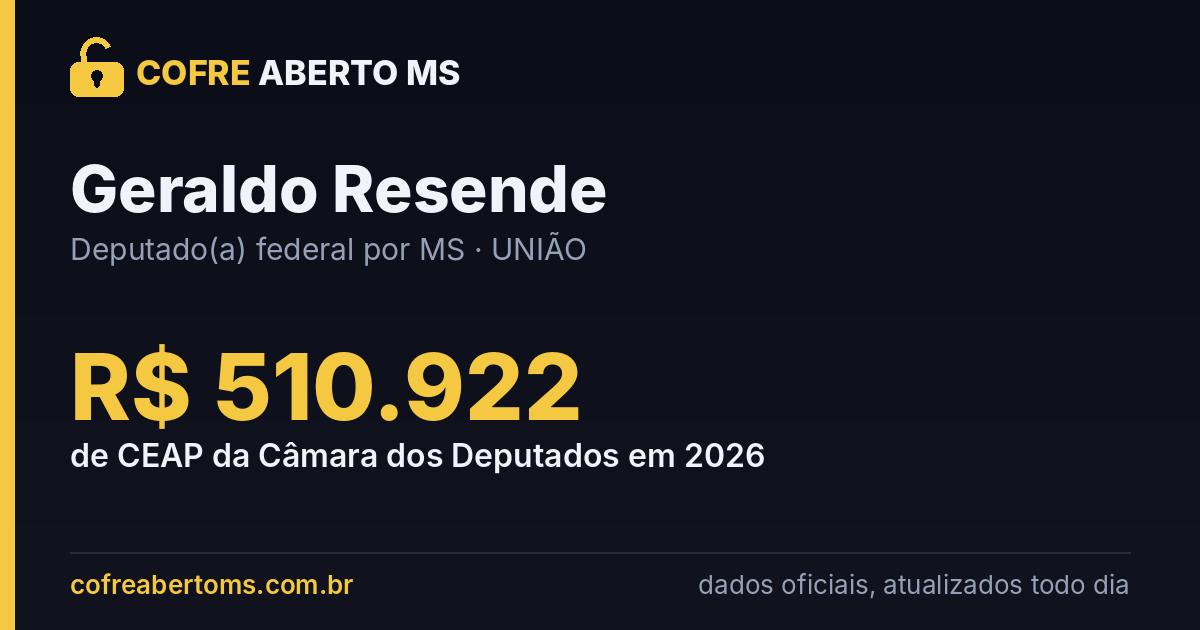 COFRE ABERTO MS
Geraldo Resende
Deputado(a) federal por MS · UNIÃO
R$ 510.922
de CEAP da Câmara dos Deputados em 2026
cofreabertoms.com.br
dados oficiais, atualizados todo dia